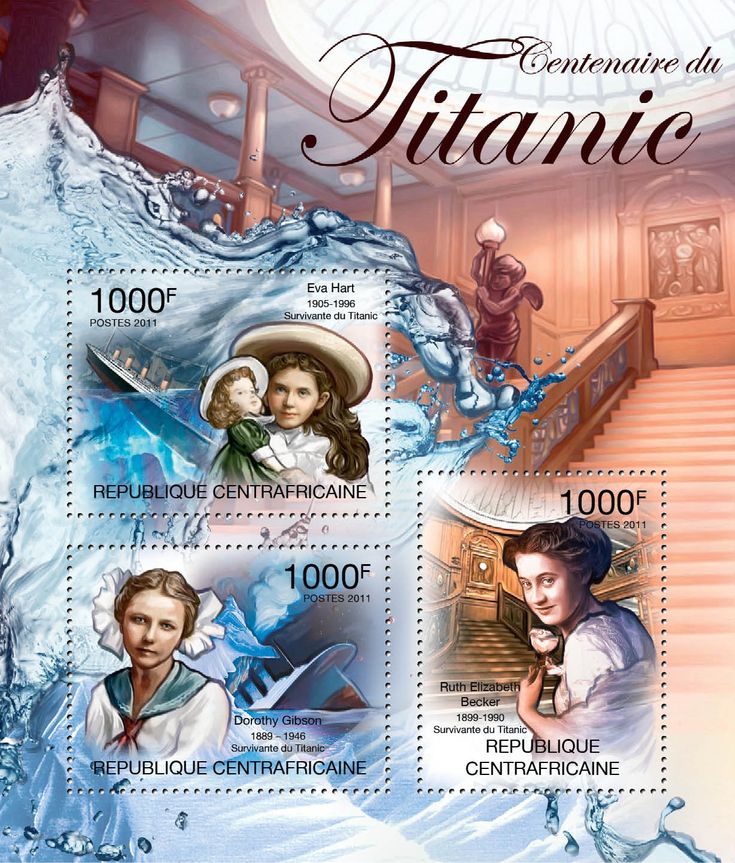 Centenaire du
Titanic
1000F
POSTES 2011
Eva Hart
1905-1996
Survivante du Titanic
REPUBLIQUE CENTRAFRICAINE
1000F
POSTES 2011
Dorothy Gibson
1889 – 1946
Survivante du Titanic
REPUBLIQUE CENTRAFRICAINE
1000F
POSTES 2011
Ruth Elizabeth
Becker
1899-1990
Survivante du Titanic
REPUBLIQUE
CENTRAFRICAINE